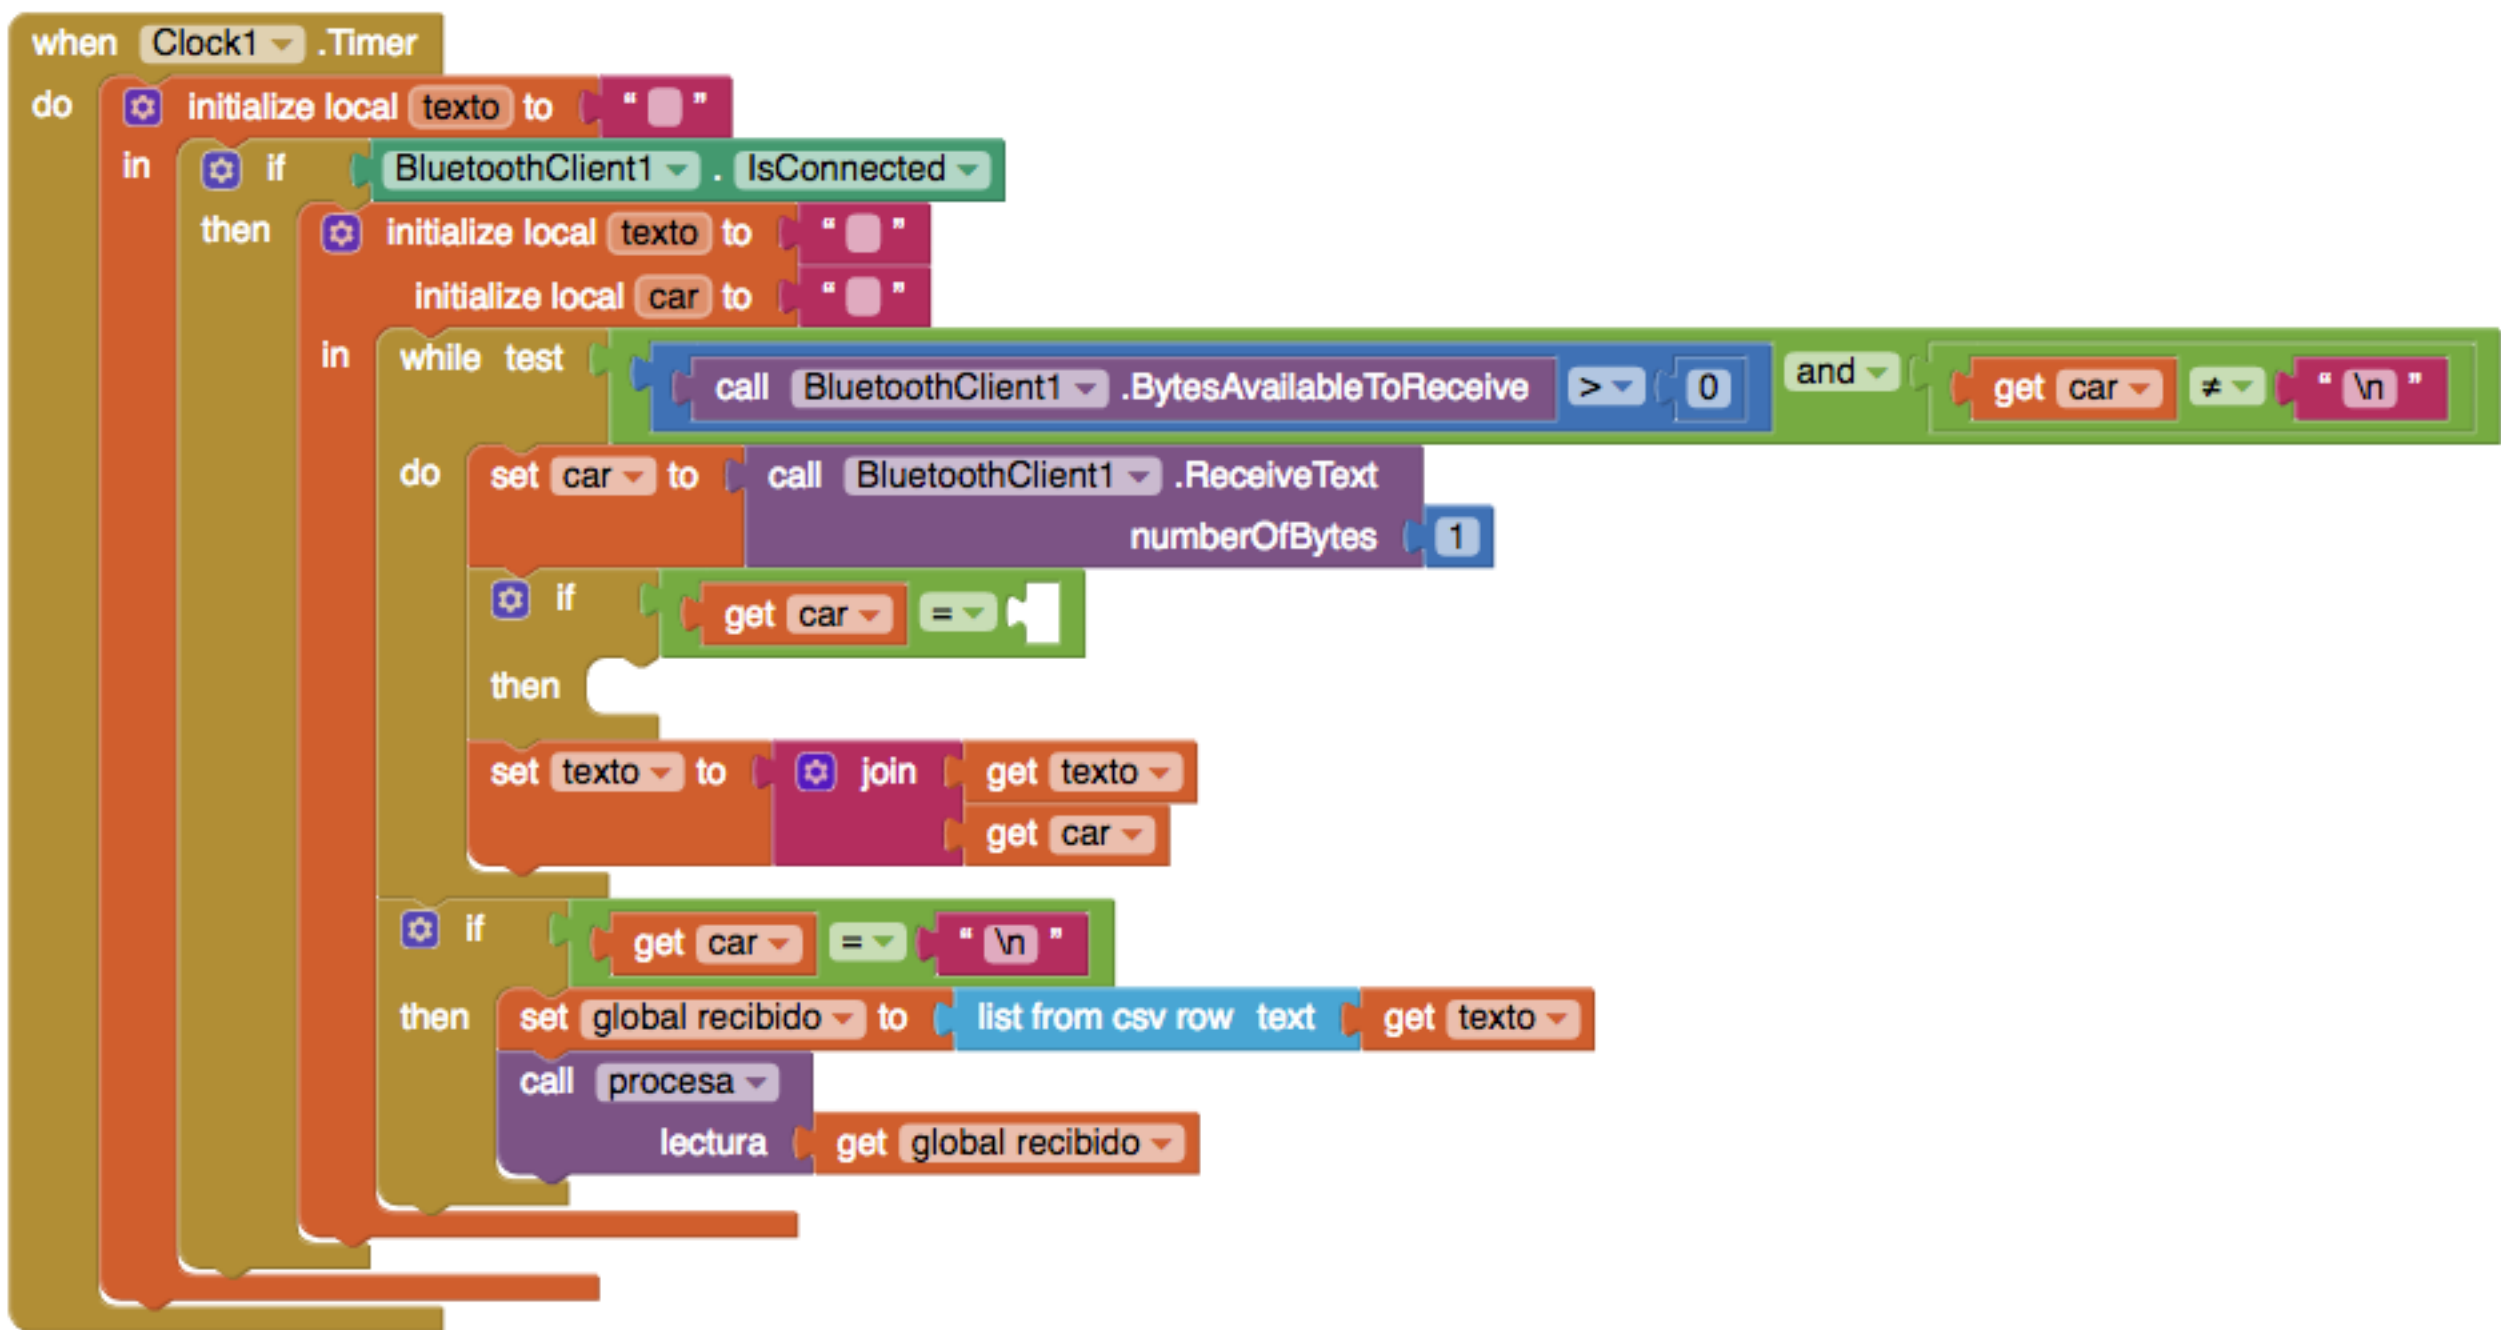 when Clock1 .Timer
do initialize local texto to “ ”
in if BluetoothClient1 . IsConnected
then initialize local texto to “ ”
initialize local car to “ ”
in while test call BluetoothClient1 .BytesAvailableToReceive > 0 and get car ≠ “ \n ”
do set car to call BluetoothClient1 .ReceiveText
numberOfBytes 1
if get car =
then
set texto to join get texto
get car
if get car = “ \n ”
then set global recibido to list from csv row text get texto
call procesa
lectura get global recibido